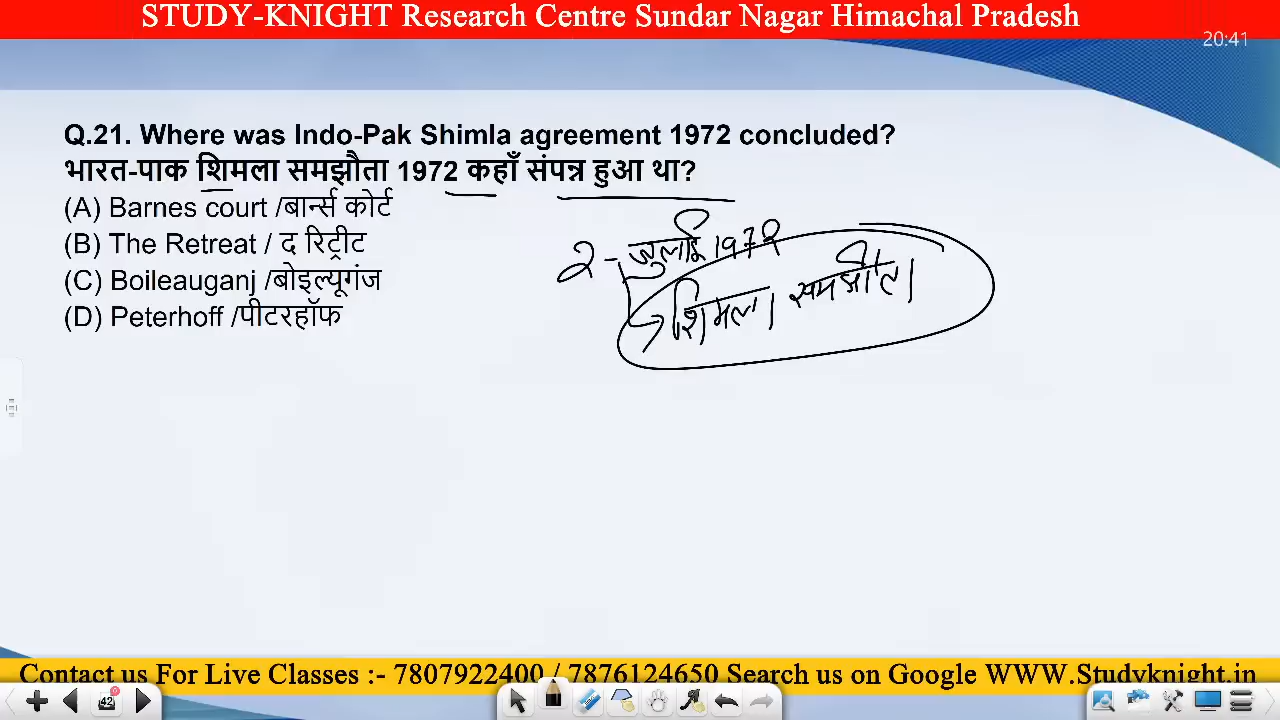 STUDY-KNIGHT Research Centre Sundar Nagar Himachal Pradesh
20:41
Q.21. Where was Indo-Pak Shimla agreement 1972 concluded?
भारत-पाक शिमला समझौता 1972 कहाँ संपन्न हुआ था?
(A) Barnes court /बार्न्स कोर्ट
(B) The Retreat / द रिट्रीट
(C) Boileauganj /बोइल्यूगंज
(D) Peterhoff /पीटरहॉफ
2 - जुलाई 1972
शिमला समझौता
Contact us For Live Classes :- 7807922400 / 7876124650 Search us on Google WWW.Studyknight.in
42